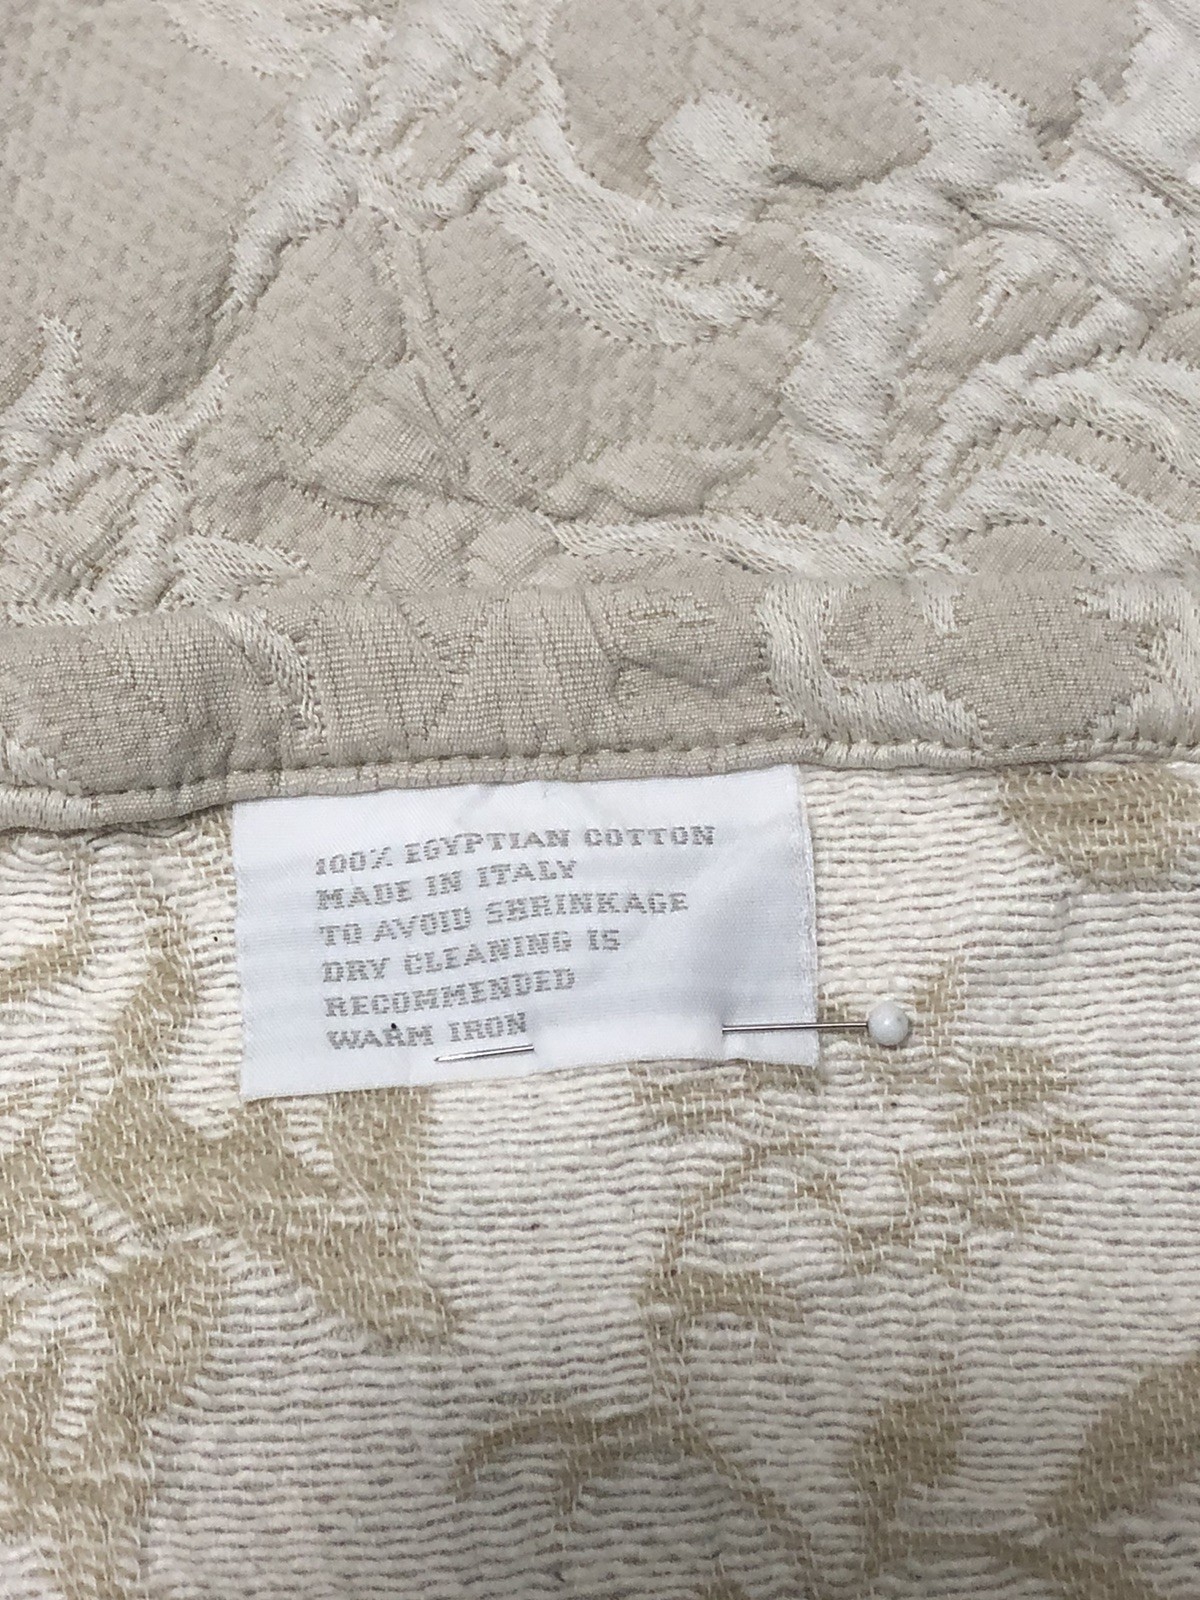 100% EGYPTIAN COTTON
MADE IN ITALY
TO AVOID SHRINKAGE
DRY CLEANING IS
RECOMMENDED
WARM IRON